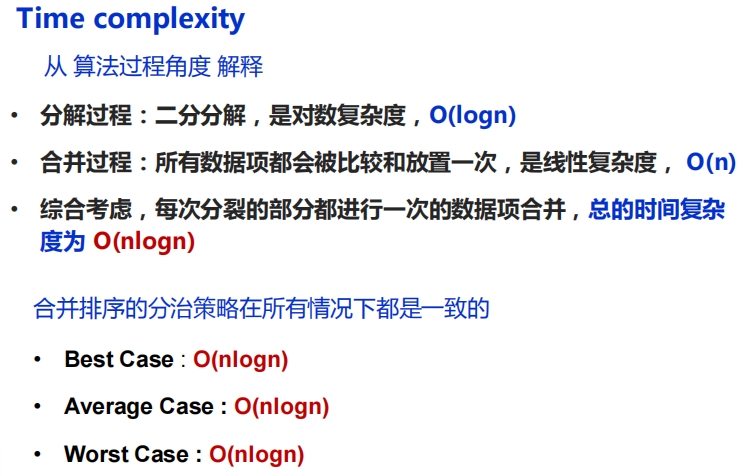 Time complexity
从 算法过程角度 解释
• 分解过程：二分分解，是对数复杂度，O(logn)
• 合并过程：所有数据项都会被比较和放置一次，是线性复杂度， O(n)
• 综合考虑，每次分裂的部分都进行一次的数据项合并，总的时间复杂
度为 O(nlogn)
合并排序的分治策略在所有情况下都是一致的
• Best Case : O(nlogn)
• Average Case : O(nlogn)
• Worst Case : O(nlogn)